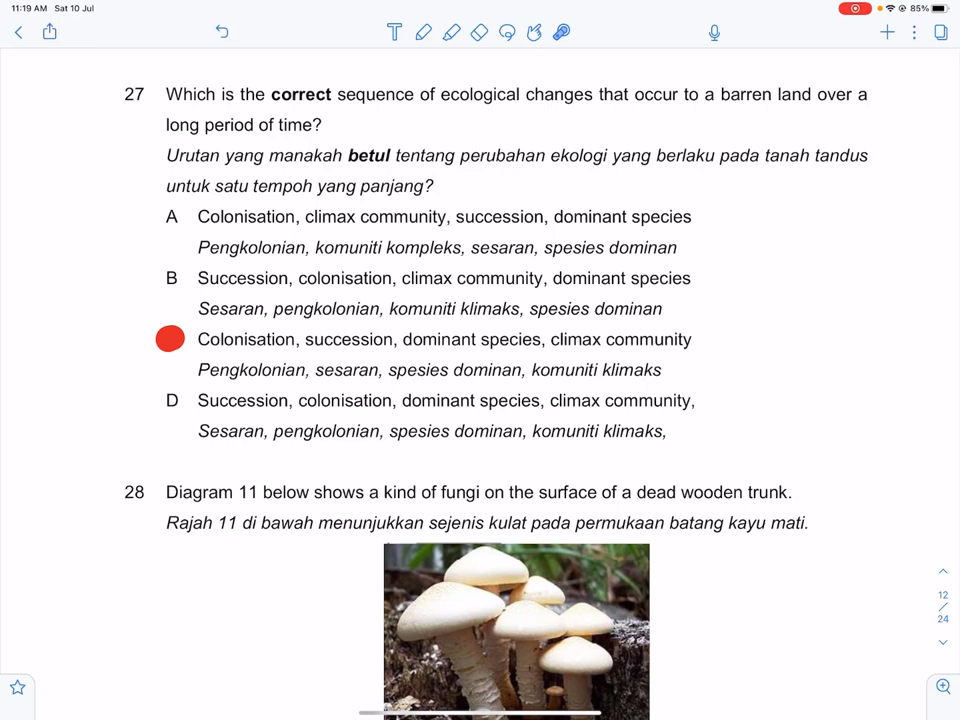 11:19 AM Sat 10 Jul
85%
27 Which is the correct sequence of ecological changes that occur to a barren land over a
long period of time?
Urutan yang manakah betul tentang perubahan ekologi yang berlaku pada tanah tandus
untuk satu tempoh yang panjang?
A Colonisation, climax community, succession, dominant species
Pengkolonian, komuniti kompleks, sesaran, spesies dominan
B Succession, colonisation, climax community, dominant species
Sesaran, pengkolonian, komuniti klimaks, spesies dominan
Colonisation, succession, dominant species, climax community
Pengkolonian, sesaran, spesies dominan, komuniti klimaks
D Succession, colonisation, dominant species, climax community,
Sesaran, pengkolonian, spesies dominan, komuniti klimaks,
28 Diagram 11 below shows a kind of fungi on the surface of a dead wooden trunk.
Rajah 11 di bawah menunjukkan sejenis kulat pada permukaan batang kayu mati.
12
/
24